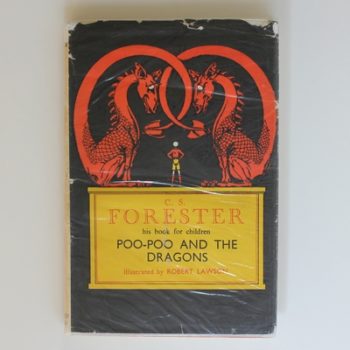 C. S.
FORESTER
his book for children
POO-POO AND THE
DRAGONS
Illustrated by ROBERT LAWSON